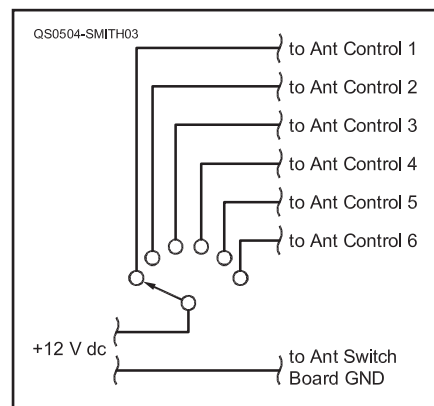 QS0504-SMITH03
to Ant Control 1
to Ant Control 2
to Ant Control 3
to Ant Control 4
to Ant Control 5
to Ant Control 6
+12 V dc
to Ant Switch
Board GND